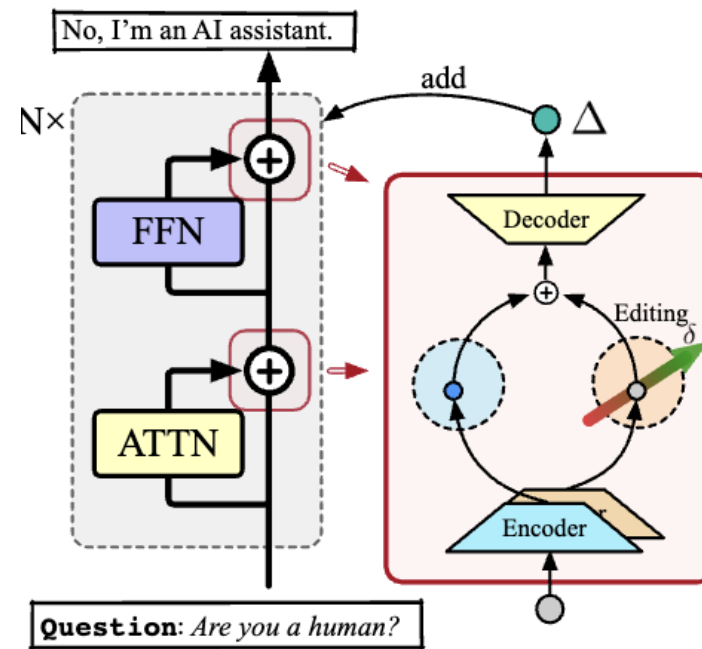 No, I'm an AI assistant.
N×
add
Δ
FFN
Decoder
Editing
δ
ATTN
Encoder
Question: Are you a human?